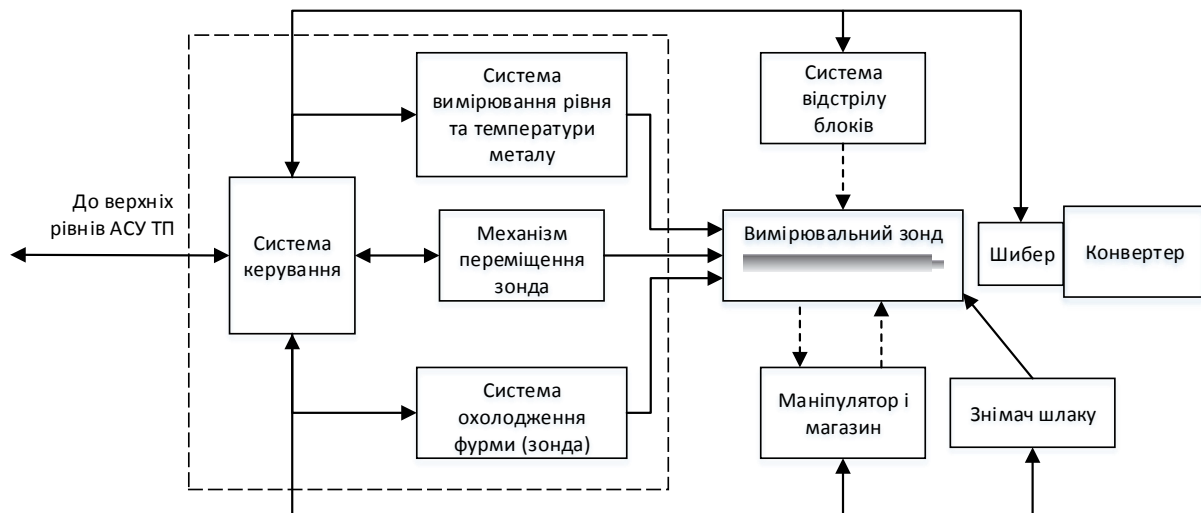 Система
вимірювання рівня
та температури
металу
Система
відстрілу
блоків
До верхніх
рівнів АСУ ТП
Система
керування
Механізм
переміщення
зонда
Вимірювальний зонд
Шибер
Конвертер
Система
охолодження
фурми (зонда)
Маніпулятор і
магазин
Знімач шлаку